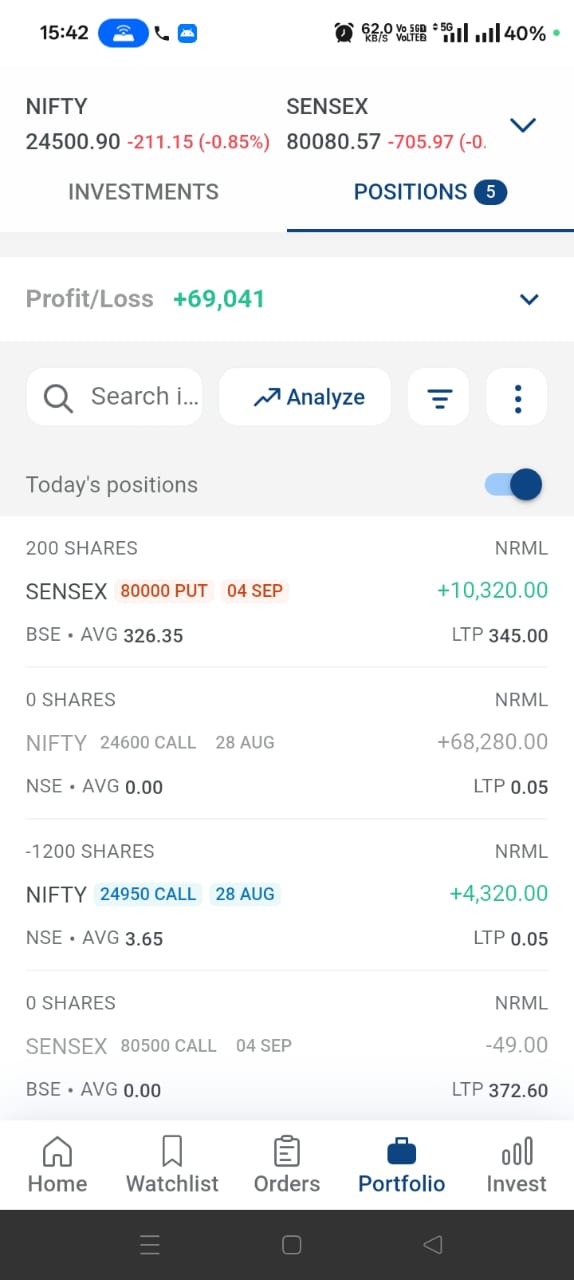 15:42 62.0 KB/S Vo 5GD VoLTEB 5G 40%
NIFTY SENSEX
24500.90 -211.15 (-0.85%) 80080.57 -705.97 (-0.
INVESTMENTS POSITIONS 5
Profit/Loss +69,041
Search i... Analyze
Today's positions
200 SHARES NRML
SENSEX 80000 PUT 04 SEP +10,320.00
BSE • AVG 326.35 LTP 345.00
0 SHARES NRML
NIFTY 24600 CALL 28 AUG +68,280.00
NSE • AVG 0.00 LTP 0.05
-1200 SHARES NRML
NIFTY 24950 CALL 28 AUG +4,320.00
NSE • AVG 3.65 LTP 0.05
0 SHARES NRML
SENSEX 80500 CALL 04 SEP -49.00
BSE • AVG 0.00 LTP 372.60
Home Watchlist Orders Portfolio Invest